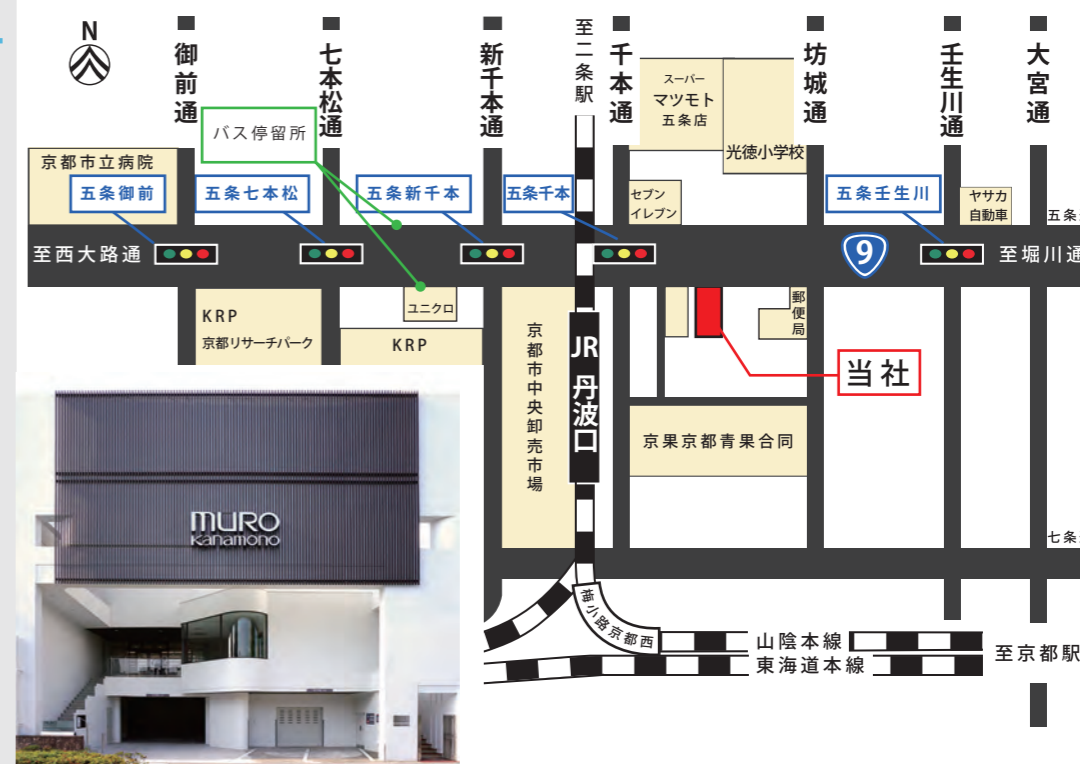 N
御前通
七本松通
新千本通
至二条駅
千本通
坊城通
壬生川通
大宮通
スーパー
マツモト
五条店
光徳小学校
バス停留所
京都市立病院
五条御前
五条七本松
五条新千本
五条千本
セブン
イレブン
五条壬生川
ヤサカ
自動車
五条
至西大路通
9
至堀川通
KRP
京都リサーチパーク
ユニクロ
KRP
京都市中央卸売市場
JR 丹波口
郵便局
当社
京果京都青果合同
MURO
Kanamono
七条
梅小路京都西
山陰本線
東海道本線
至京都駅